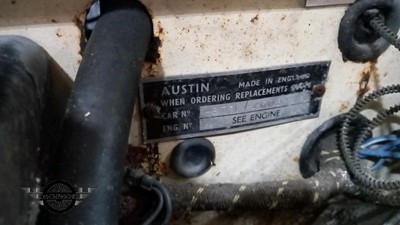 AUSTIN MADE IN ENGLAND
WHEN ORDERING REPLACEMENTS QUOTE
CAR Nº
ENG. Nº SEE ENGINE